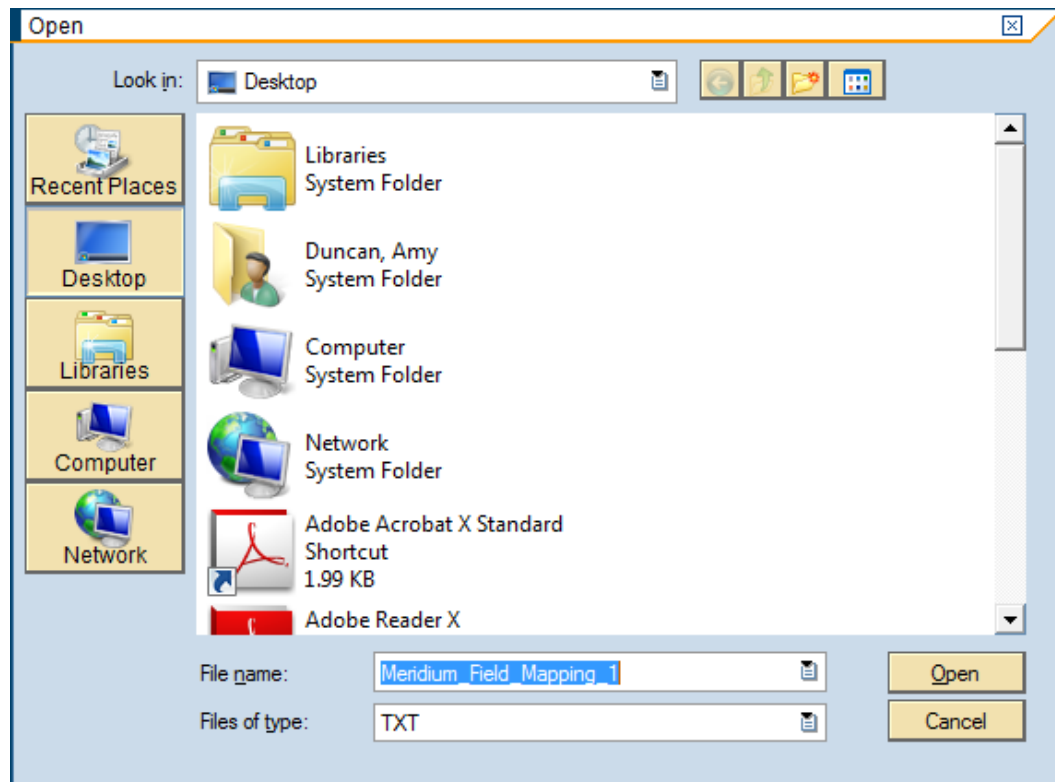 Open
Look in:
Desktop
Recent Places
Desktop
Libraries
Computer
Network
Libraries
System Folder
Duncan, Amy
System Folder
Computer
System Folder
Network
System Folder
Adobe Acrobat X Standard
Shortcut
1.99 KB
Adobe Reader X
File name:
Meridium_Field_Mapping_1
Open
Files of type:
TXT
Cancel